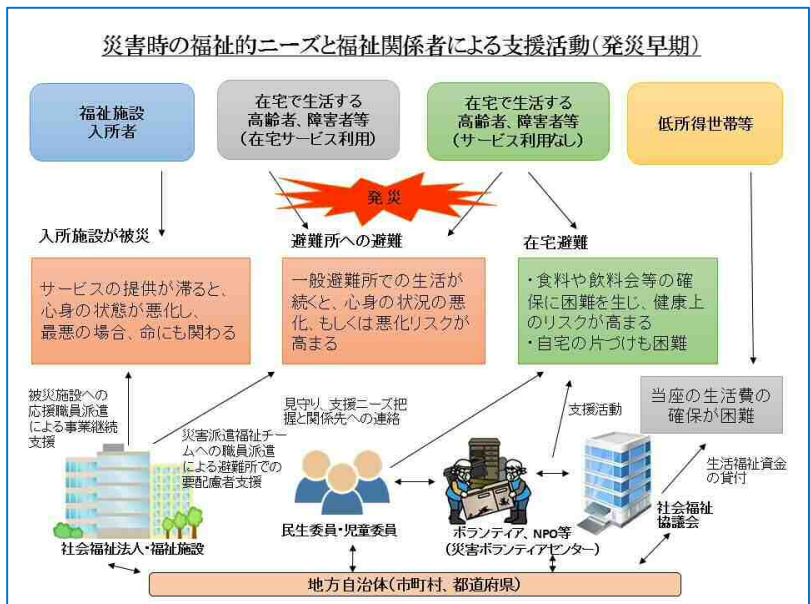 災害時の福祉的ニーズと福祉関係者による支援活動（発災早期）
福祉施設
入所者
在宅で生活する
高齢者、障害者等
（在宅サービス利用）
在宅で生活する
高齢者、障害者等
（サービス利用なし）
低所得世帯等
発災
入所施設が被災
避難所への避難
在宅避難
サービスの提供が滞ると、
心身の状態が悪化し、
最悪の場合、命にも関わる
一般避難所での生活が
続くと、心身の状況の悪
化、もしくは悪化リスクが
高まる
・食料や飲料会等の確
保に困難を生じ、健康上
のリスクが高まる
・自宅の片づけも困難
当座の生活費の
確保が困難
被災施設への
応援職員派遣
による事業継続
支援
災害派遣福祉チー
ムへの職員派遣
による避難所での
要配慮者支援
見守り、支援ニーズ把
握と関係先への連絡
支援活動
生活福祉資金
の貸付
社会福祉法人・福祉施設
民生委員・児童委員
ボランティア、NPO等
（災害ボランティアセンター）
社会福祉
協議会
地方自治体（市町村、都道府県）